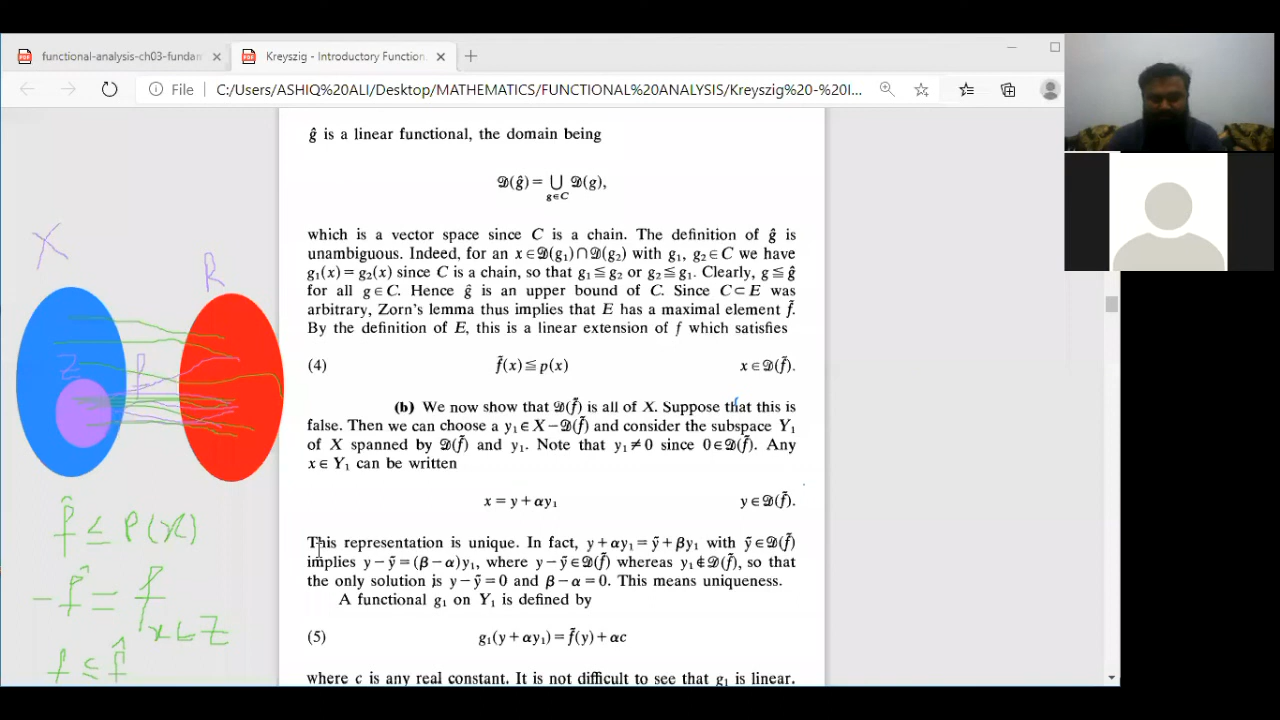 functional-analysis-ch03-fundam
Kreyszig - Introductory Function
File
C:/Users/ASHIQ%20ALI/Desktop/MATHEMATICS/FUNCTIONAL%20ANALYSIS/Kreyszig%20-%20I...
ĝ is a linear functional, the domain being
𝒟(ĝ) = ⋃ 𝒟(g),
g∈C
which is a vector space since C is a chain. The definition of ĝ is
unambiguous. Indeed, for an x ∈ 𝒟(g₁) ∩ 𝒟(g₂) with g₁, g₂ ∈ C we have
g₁(x) = g₂(x) since C is a chain, so that g₁ ≦ g₂ or g₂ ≦ g₁. Clearly, g ≦ ĝ
for all g ∈ C. Hence ĝ is an upper bound of C. Since C ⊂ E was
arbitrary, Zorn's lemma thus implies that E has a maximal element f̃.
By the definition of E, this is a linear extension of f which satisfies
(4) f̃(x) ≦ p(x) x ∈ 𝒟(f̃).
(b) We now show that 𝒟(f̃) is all of X. Suppose that this is
false. Then we can choose a y₁ ∈ X − 𝒟(f̃) and consider the subspace Y₁
of X spanned by 𝒟(f̃) and y₁. Note that y₁ ≠ 0 since 0 ∈ 𝒟(f̃). Any
x ∈ Y₁ can be written
x = y + αy₁ y ∈ 𝒟(f̃).
This representation is unique. In fact, y + αy₁ = ỹ + βy₁ with ỹ ∈ 𝒟(f̃)
implies y − ỹ = (β − α)y₁, where y − ỹ ∈ 𝒟(f̃) whereas y₁ ∉ 𝒟(f̃), so that
the only solution is y − ỹ = 0 and β − α = 0. This means uniqueness.
A functional g₁ on Y₁ is defined by
(5) g₁(y + αy₁) = f̃(y) + αc
where c is any real constant. It is not difficult to see that g₁ is linear.
X
R
Z
f
f̂ ≤ P(x)
- f̂ = f
x∈Z
f ≤ f̂